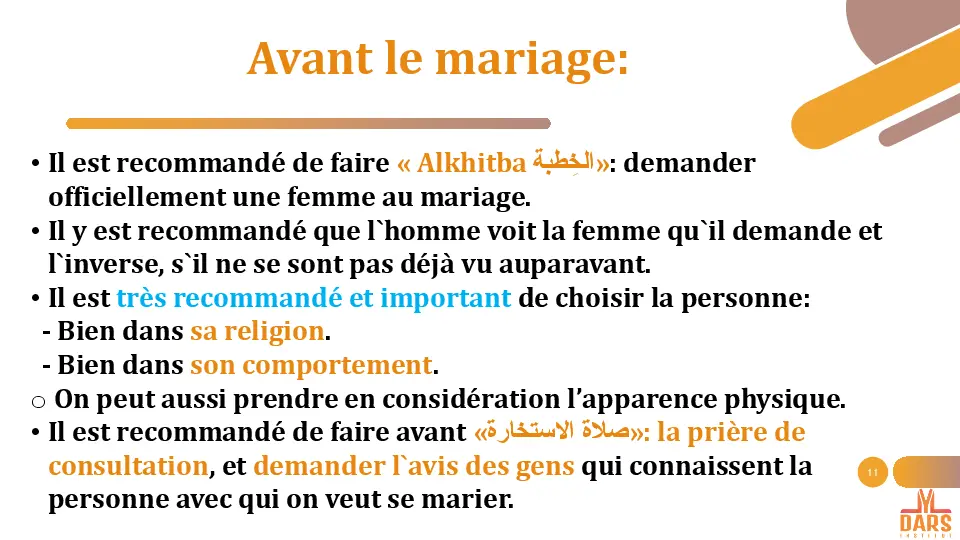 Avant le mariage:
• Il est recommandé de faire « Alkhitba الخِطبة»: demander
officiellement une femme au mariage.
• Il y est recommandé que l`homme voit la femme qu`il demande et
l`inverse, s`il ne se sont pas déjà vu auparavant.
• Il est très recommandé et important de choisir la personne:
- Bien dans sa religion.
- Bien dans son comportement.
o On peut aussi prendre en considération l’apparence physique.
• Il est recommandé de faire avant «صلاة الاستخارة»: la prière de
consultation, et demander l`avis des gens qui connaissent la
personne avec qui on veut se marier.
11
DARS
INSTITUT